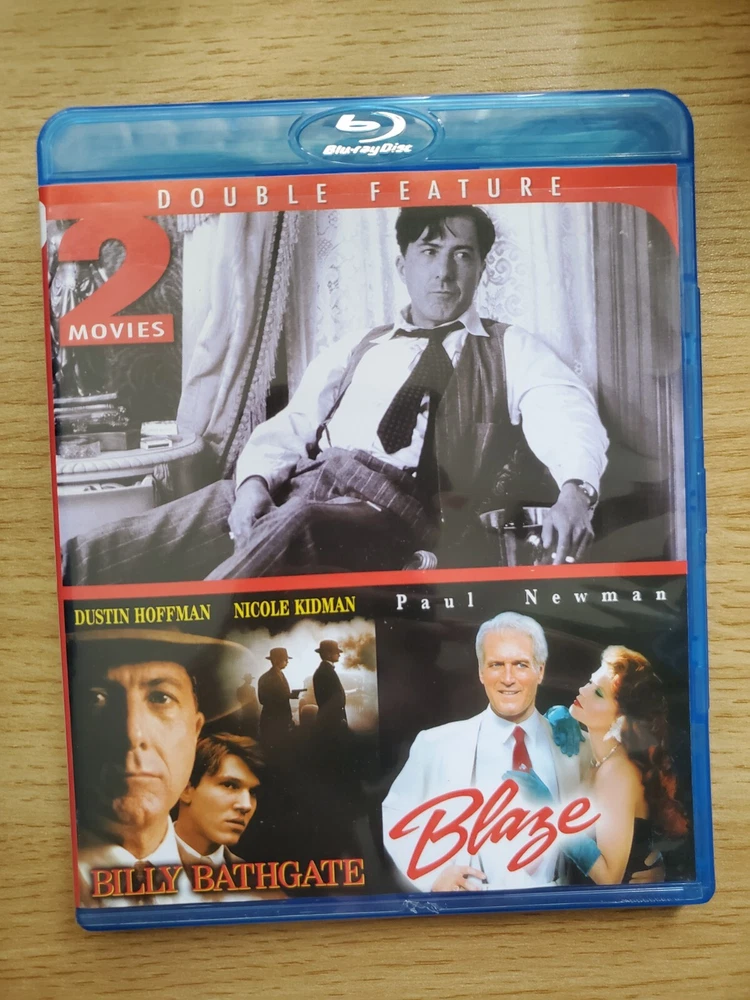 Blu-ray Disc
DOUBLE FEATURE
2
MOVIES
DUSTIN HOFFMAN NICOLE KIDMAN
Paul Newman
BILLY BATHGATE
Blaze